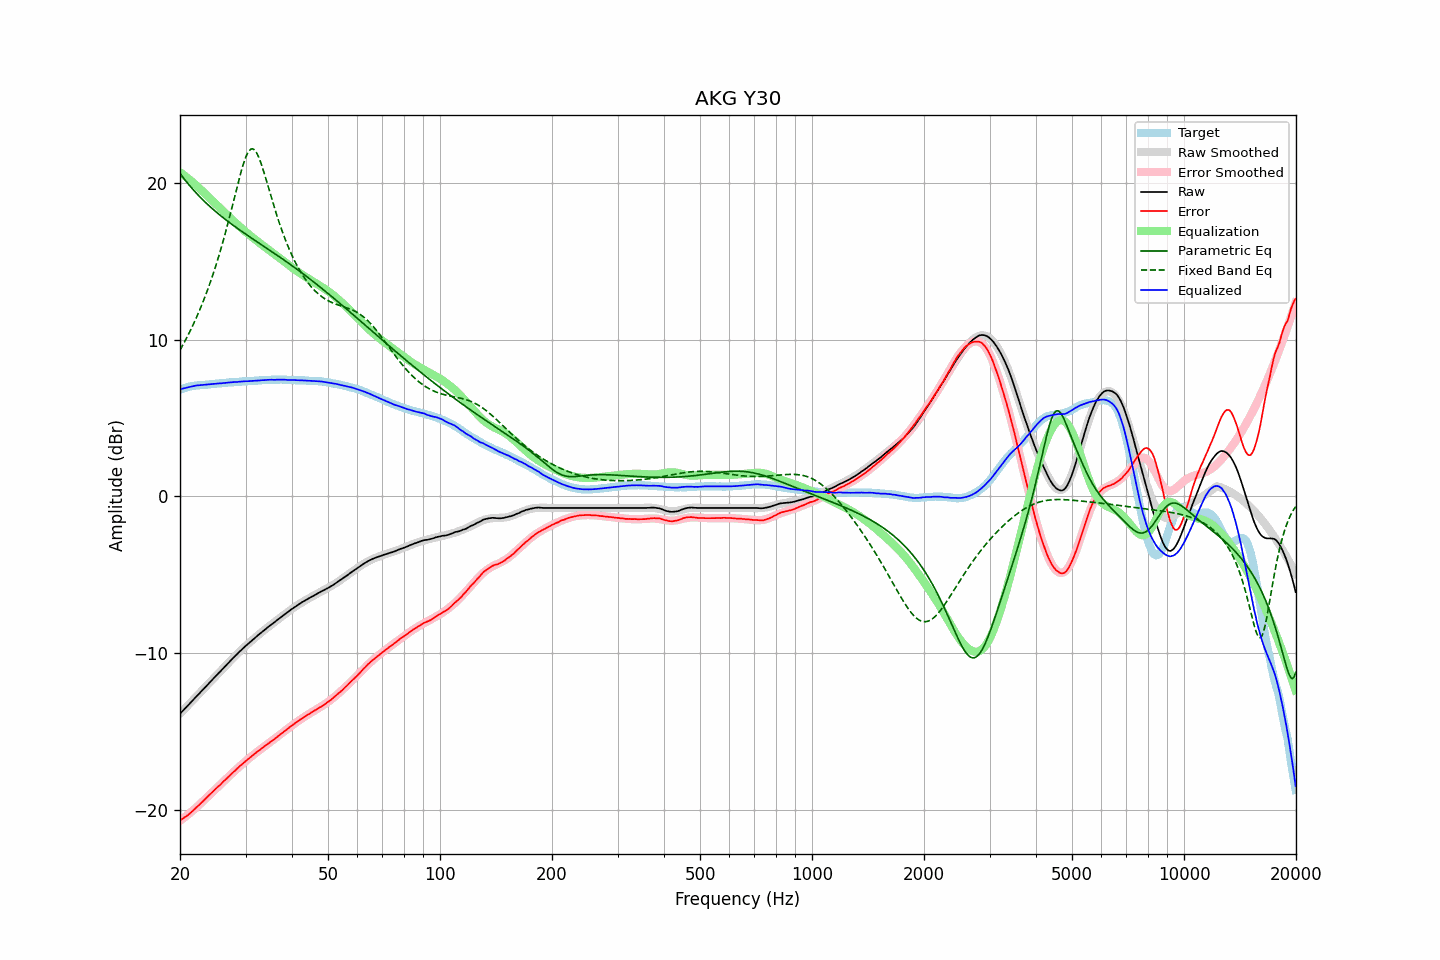 AKG Y30
Target
Raw Smoothed
Error Smoothed
Raw
Error
Equalization
Parametric Eq
Fixed Band Eq
Equalized
Amplitude (dBr)
20
10
0
−10
−20
20 50 100 200 500 1000 2000 5000 10000 20000
Frequency (Hz)